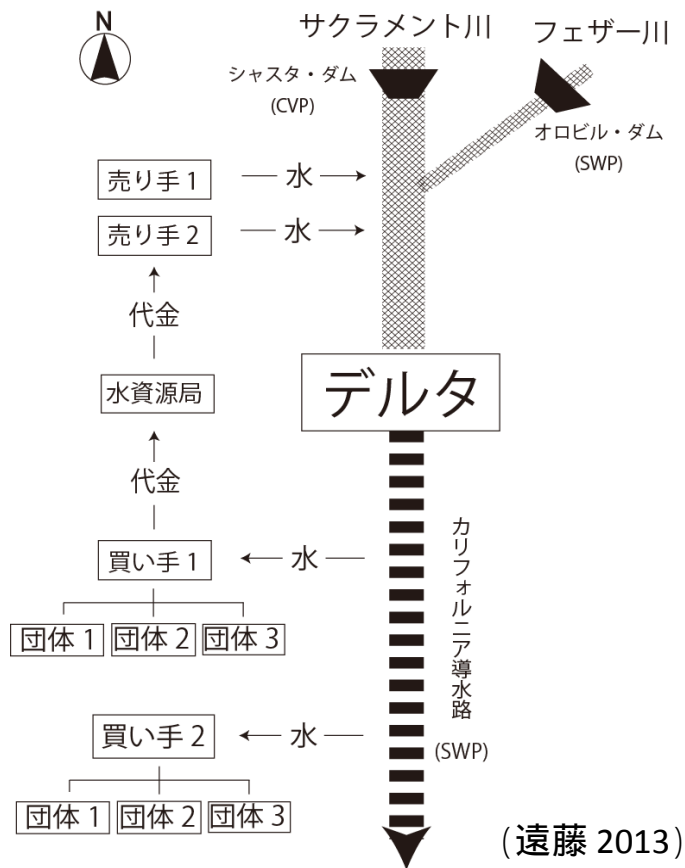 N
サクラメント川
フェザー川
シャスタ・ダム
(CVP)
オロビル・ダム
(SWP)
売り手 1
水
売り手 2
水
代金
水資源局
デルタ
代金
カリフォルニア導水路
(SWP)
買い手 1
水
団体 1
団体 2
団体 3
買い手 2
水
団体 1
団体 2
団体 3
(遠藤 2013)